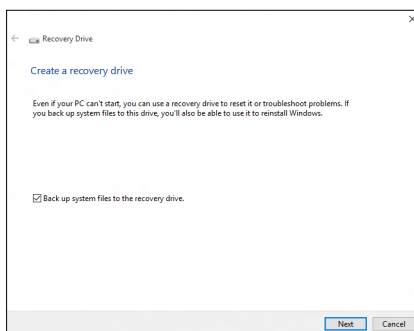 Recovery Drive
Create a recovery drive
Even if your PC can't start, you can use a recovery drive to reset it or troubleshoot problems. If
you back up system files to this drive, you'll also be able to use it to reinstall Windows.
Back up system files to the recovery drive.
Next Cancel